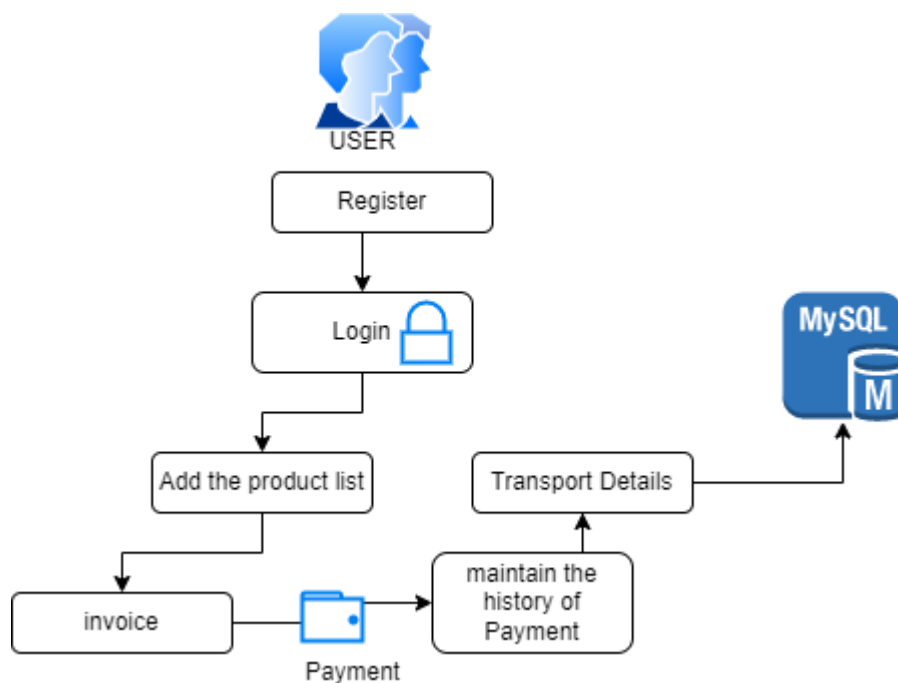 USER
Register
Login
MySQL
M
Add the product list
Transport Details
invoice
maintain the
history of
Payment
Payment